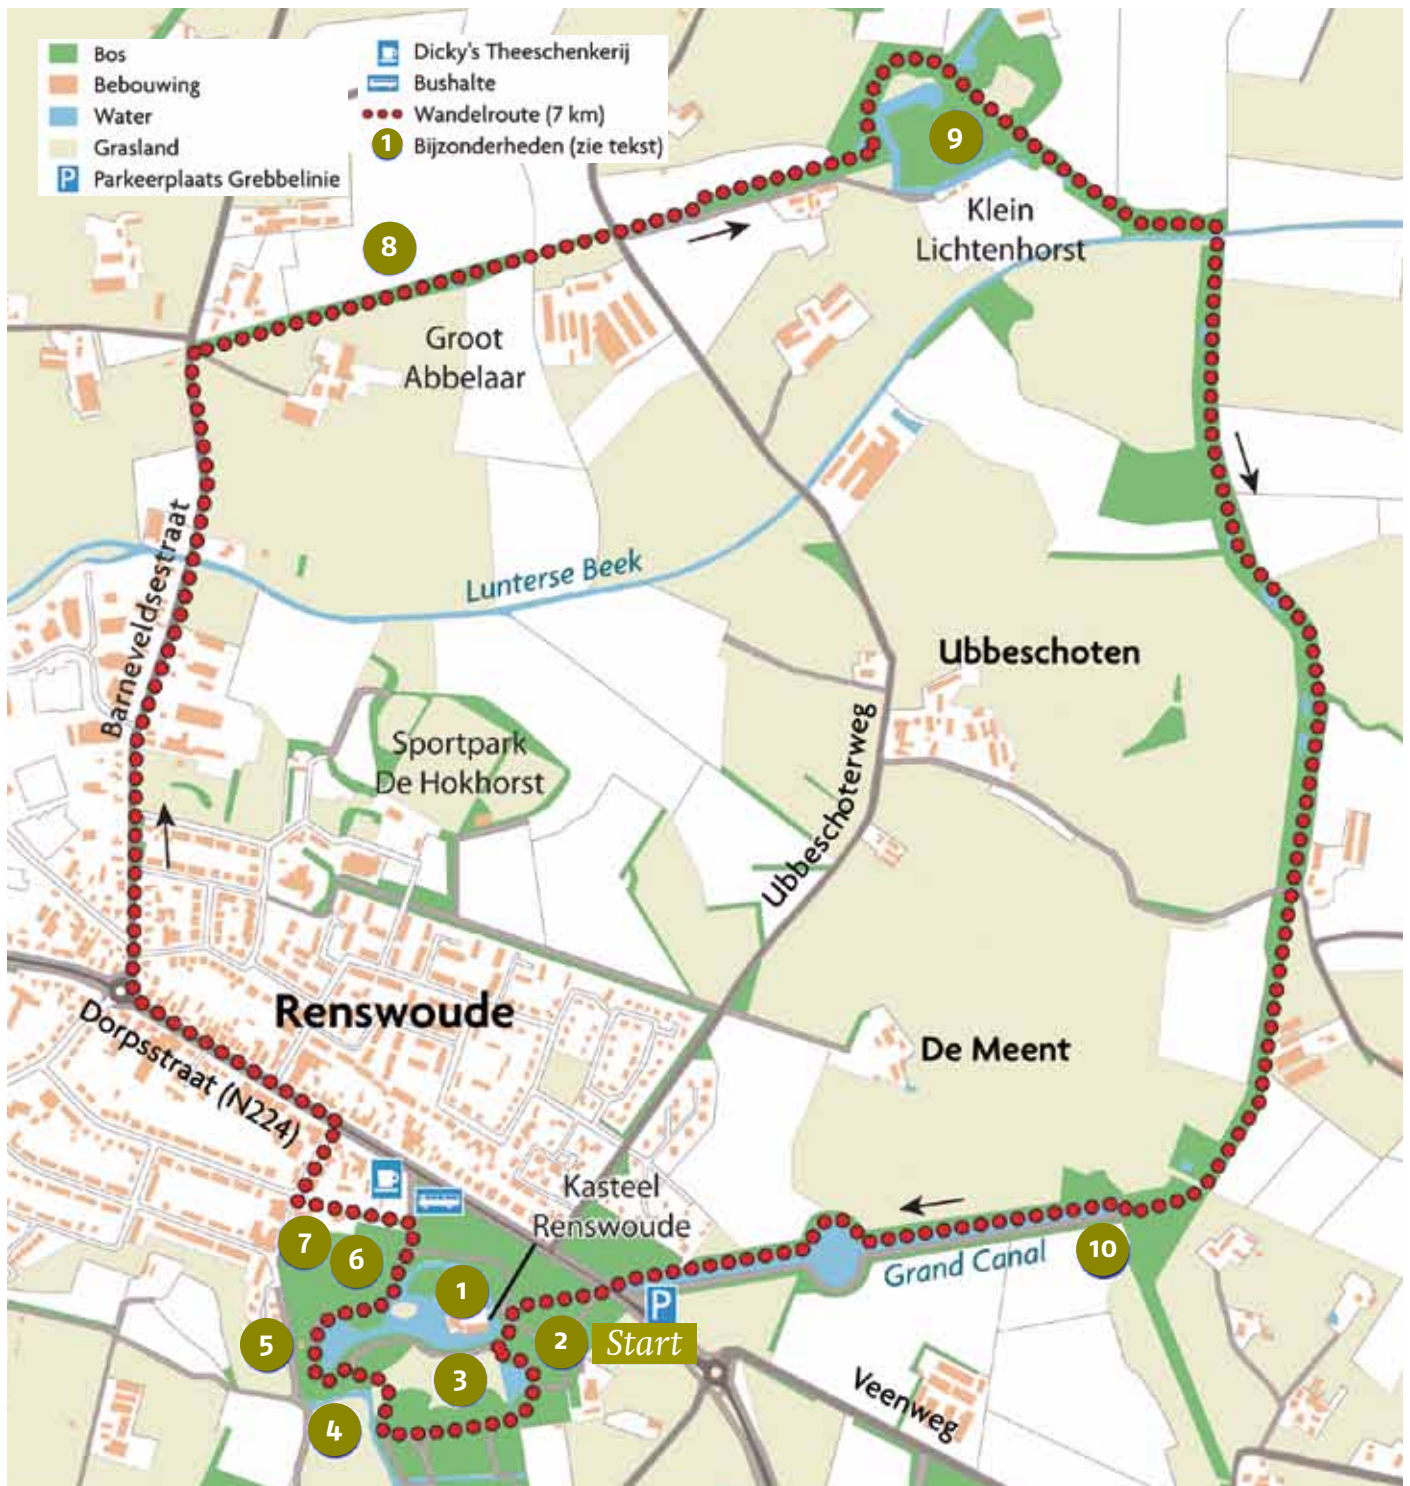 Bos
Bebouwing
Water
Grasland
P Parkeerplaats Grebbelinie
Dicky's Theeschenkerij
Bushalte
Wandelroute (7 km)
1 Bijzonderheden (zie tekst)
9
Klein
Lichtenhorst
8
Groot
Abbelaar
Barneveldsestraat
Lunterse Beek
Ubbeschoten
Sportpark
De Hokhorst
Ubbeschoterweg
Renswoude
Dorpsstraat (N224)
De Meent
Kasteel
Renswoude
7
6
10
Grand Canal
1
P
5
2
Start
3
4
Veenweg